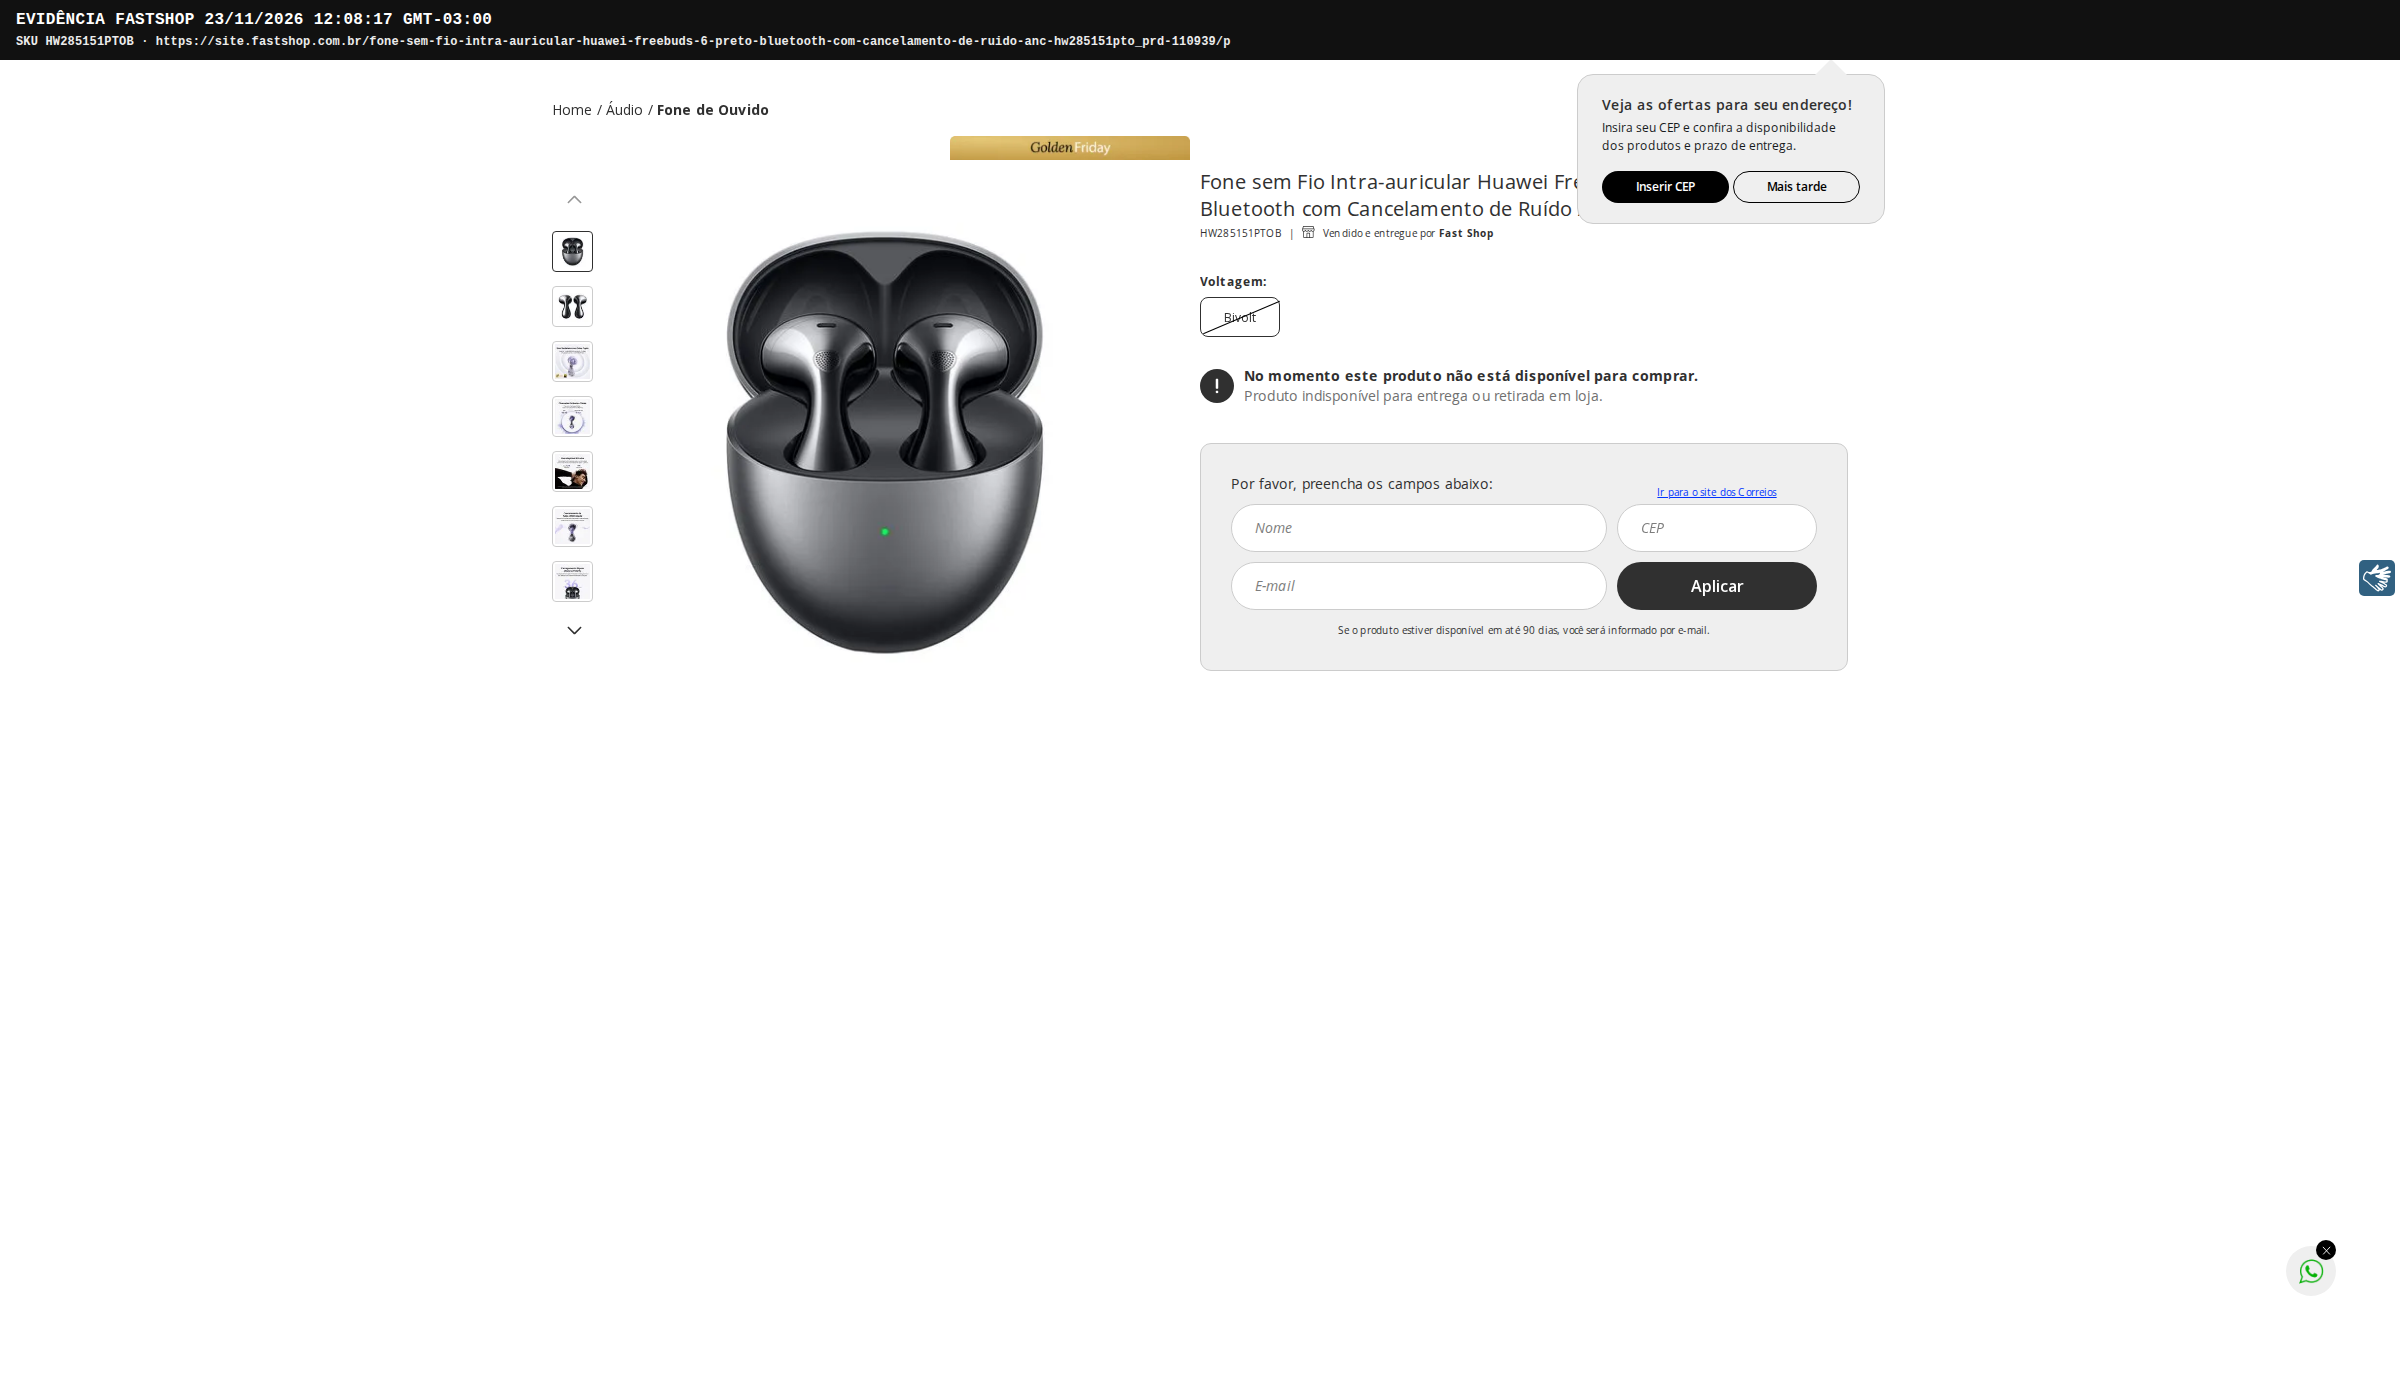 EVIDÊNCIA FASTSHOP 23/11/2026 12:08:17 GMT-03:00
SKU HW285151PTOB · https://site.fastshop.com.br/fone-sem-fio-intra-auricular-huawei-freebuds-6-preto-bluetooth-com-cancelamento-de-ruido-anc-hw285151pto_prd-110939/p
Veja as ofertas para seu endereço!
Insira seu CEP e confira a disponibilidade
dos produtos e prazo de entrega.
Inserir CEP
Mais tarde
Home / Áudio / Fone de Ouvido
Golden Friday
Fone sem Fio Intra-auricular Huawei Fre
Bluetooth com Cancelamento de Ruído
HW285151PTOB | Vendido e entregue por Fast Shop
Voltagem:
Bivolt
No momento este produto não está disponível para comprar.
Produto indisponível para entrega ou retirada em loja.
Por favor, preencha os campos abaixo:
Ir para o site dos Correios
Nome
CEP
E-mail
Aplicar
Se o produto estiver disponível em até 90 dias, você será informado por e-mail.